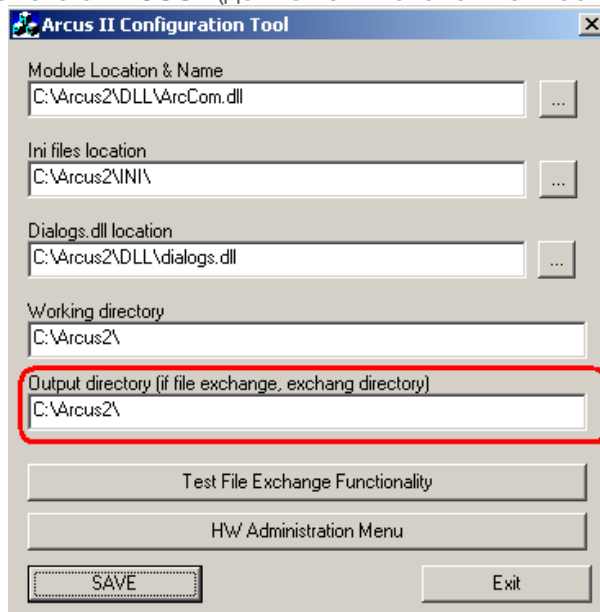 Arcus II Configuration Tool
Module Location & Name
C:\Arcus2\DLL\ArcCom.dll
...
Ini files location
C:\Arcus2\INI\
...
Dialogs.dll location
C:\Arcus2\DLL\dialogs.dll
...
Working directory
C:\Arcus2\
Output directory (if file exchange, exchang directory)
C:\Arcus2\
Test File Exchange Functionality
HW Administration Menu
SAVE
Exit